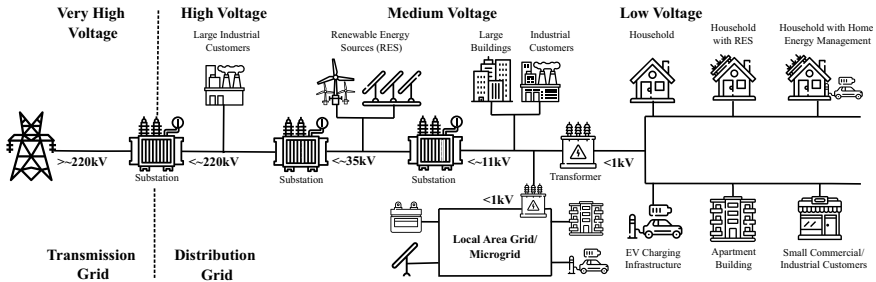 Very High
Voltage
High Voltage
Medium Voltage
Low Voltage
Large Industrial
Customers
Renewable Energy
Sources (RES)
Large
Buildings
Industrial
Customers
Household
Household
with RES
Household with Home
Energy Management
>~220kV
Substation
<~220kV
Substation
<~35kV
Substation
<~11kV
Transformer
<1kV
<1kV
Local Area Grid/
Microgrid
EV Charging
Infrastructure
Apartment
Building
Small Commercial/
Industrial Customers
Transmission
Grid
Distribution
Grid